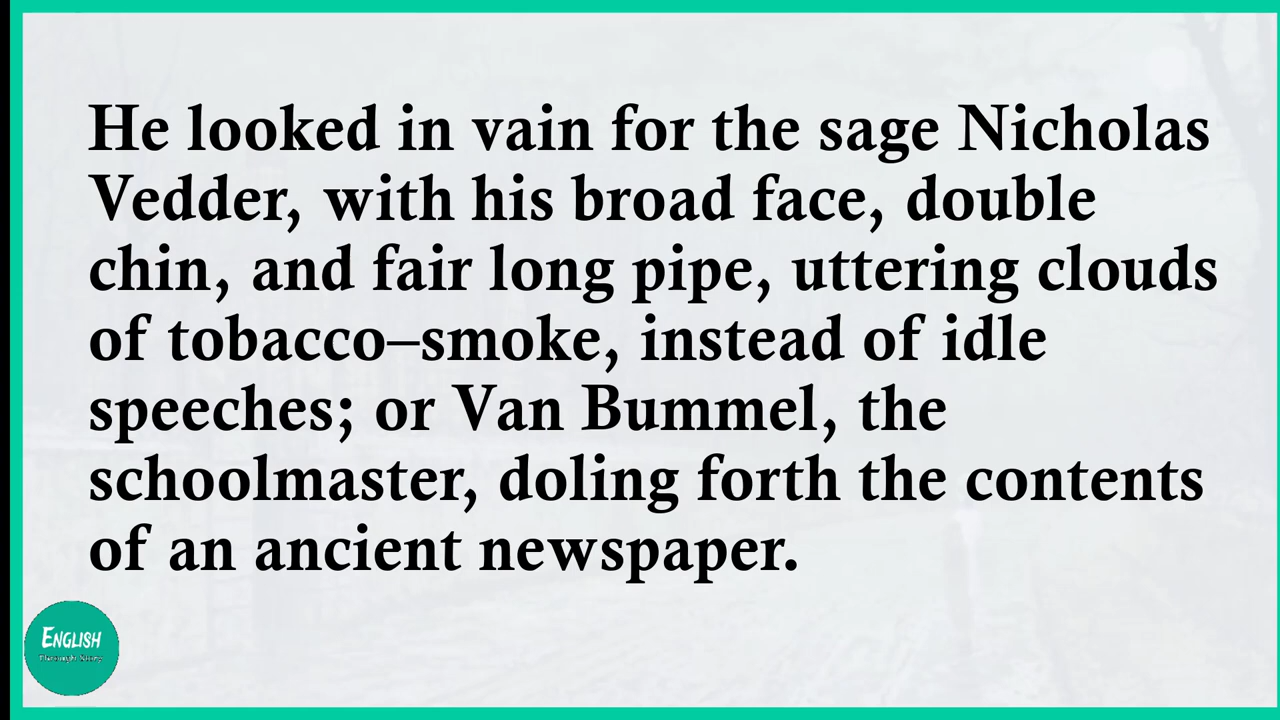 He looked in vain for the sage Nicholas
Vedder, with his broad face, double
chin, and fair long pipe, uttering clouds
of tobacco–smoke, instead of idle
speeches; or Van Bummel, the
schoolmaster, doling forth the contents
of an ancient newspaper.
ENGLISH
Through Story